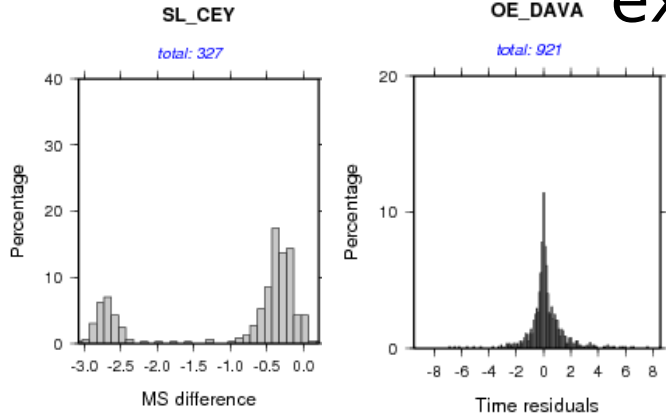 SL_CEY
total: 327
40
30
20
10
0
Percentage
-3.0 -2.5 -2.0 -1.5 -1.0 -0.5 0.0
MS difference
OE_DAVA
total: 921
20
10
0
Percentage
-8 -6 -4 -2 0 2 4 6 8
Time residuals
ex